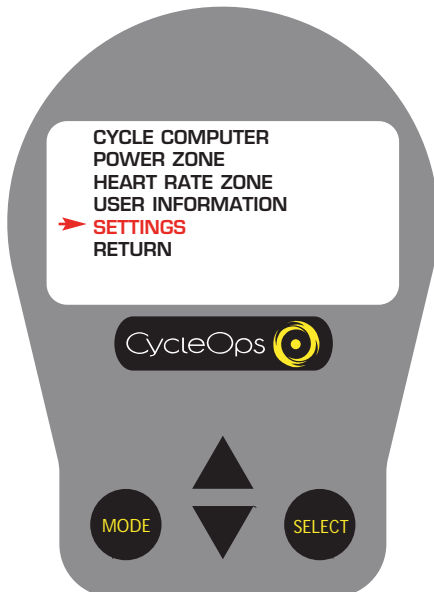 CYCLE COMPUTER
POWER ZONE
HEART RATE ZONE
USER INFORMATION
SETTINGS
RETURN
CycleOps
MODE
SELECT